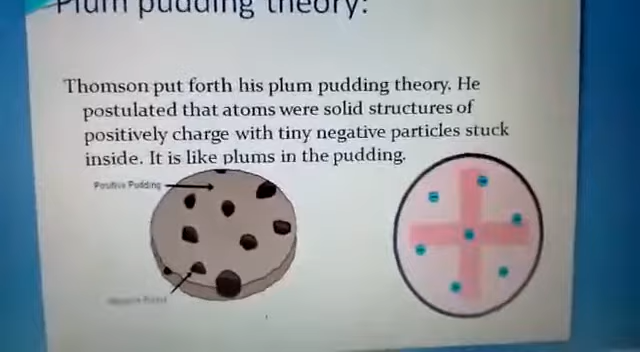 Plum pudding theory:
Thomson put forth his plum pudding theory. He
postulated that atoms were solid structures of
positively charge with tiny negative particles stuck
inside. It is like plums in the pudding.
Positive Pudding